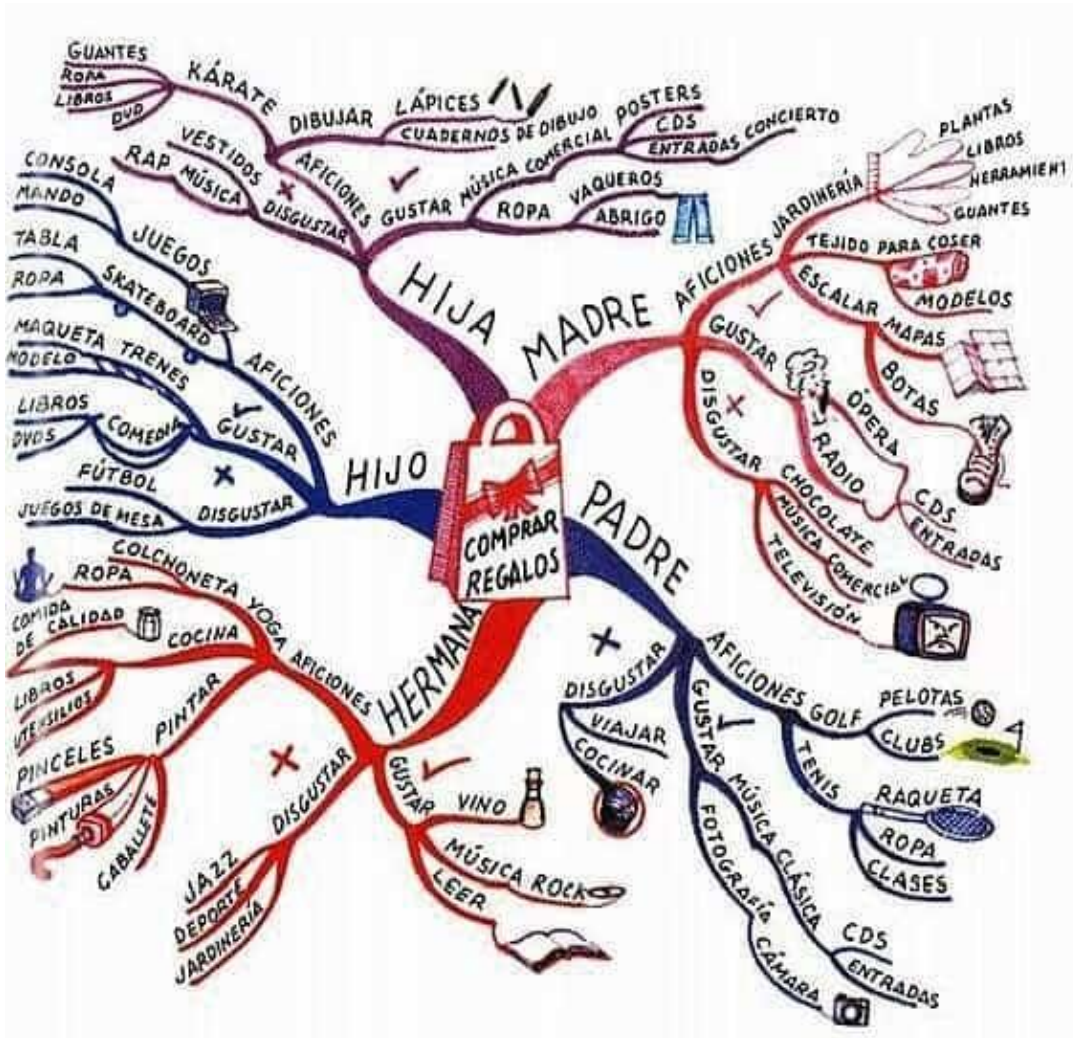 COMPRAR
REGALOS
HIJA
AFICIONES
KÁRATE
GUANTES
ROPA
LIBROS
DVD
DIBUJAR
LÁPICES
CUADERNOS DE DIBUJO
GUSTAR
MÚSICA COMERCIAL
POSTERS
CDS
ENTRADAS CONCIERTO
ROPA
VAQUEROS
ABRIGO
DISGUSTAR
VESTIDOS
MÚSICA
RAP
MADRE
AFICIONES
JARDINERÍA
PLANTAS
LIBROS
HERRAMIENT
GUANTES
TEJIDO PARA COSER
MODELOS
ESCALAR
MAPAS
BOTAS
GUSTAR
ÓPERA
RADIO
CDS
ENTRADAS
DISGUSTAR
CHOCOLATE
MÚSICA COMERCIAL
TELEVISIÓN
PADRE
AFICIONES
GOLF
PELOTAS
CLUBS
TENIS
RAQUETA
ROPA
CLASES
GUSTAR
MÚSICA CLÁSICA
CDS
ENTRADAS
FOTOGRAFÍA
CÁMARA
DISGUSTAR
VIAJAR
COCINAR
HERMANA
AFICIONES
YOGA
COLCHONETA
ROPA
COCINA
COMIDA
DE CALIDAD
LIBROS
UTENSILIOS
PINTAR
PINCELES
PINTURAS
CABALLETE
GUSTAR
VINO
MÚSICA ROCK
LEER
DISGUSTAR
JAZZ
DEPORTE
JARDINERÍA
HIJO
AFICIONES
JUEGOS
CONSOLA
MANDO
SKATEBOARD
TABLA
ROPA
GUSTAR
MAQUETA TRENES
MODELO
COMEDIA
LIBROS
DVDS
DISGUSTAR
FÚTBOL
JUEGOS DE MESA